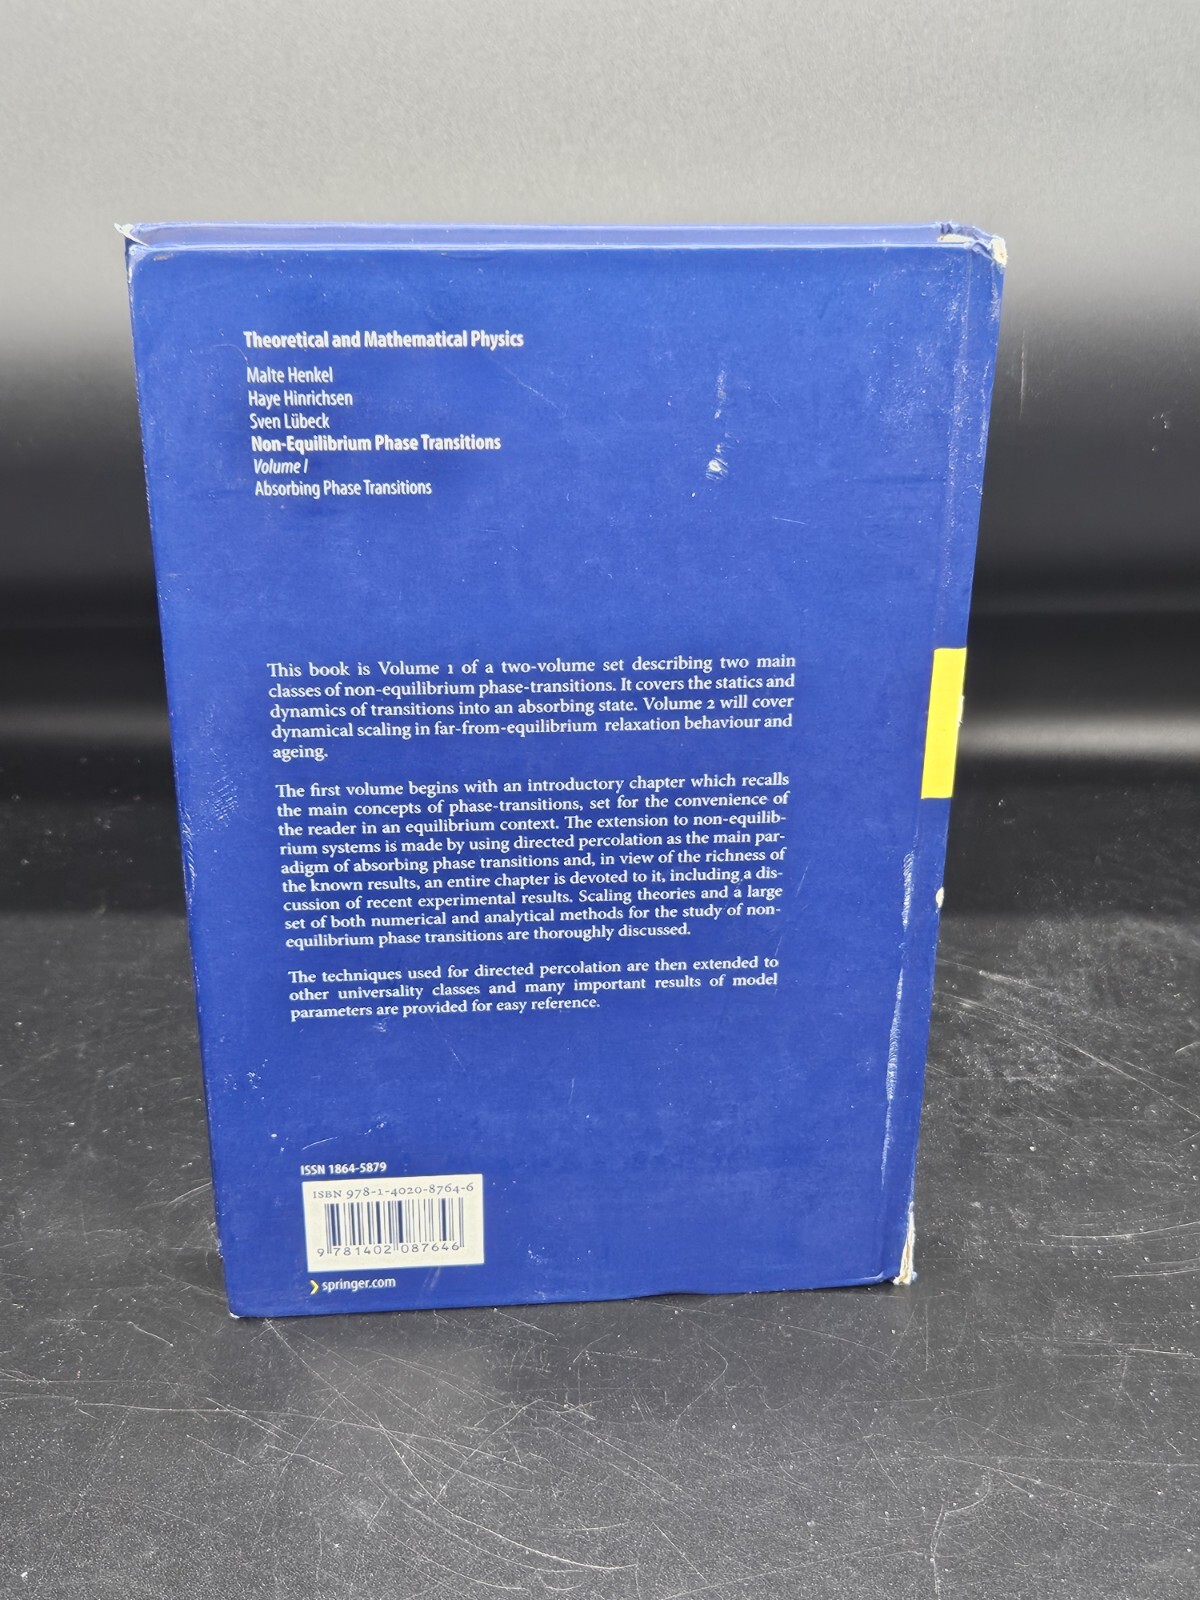 Theoretical and Mathematical Physics
Malte Henkel
Haye Hinrichsen
Sven Lübeck
Non-Equilibrium Phase Transitions
Volume I
Absorbing Phase Transitions
This book is Volume 1 of a two-volume set describing two main
classes of non-equilibrium phase-transitions. It covers the statics and
dynamics of transitions into an absorbing state. Volume 2 will cover
dynamical scaling in far-from-equilibrium relaxation behaviour and
ageing.
The first volume begins with an introductory chapter which recalls
the main concepts of phase-transitions, set for the convenience of
the reader in an equilibrium context. The extension to non-equilib-
rium systems is made by using directed percolation as the main par-
adigm of absorbing phase transitions and, in view of the richness of
the known results, an entire chapter is devoted to it, including a dis-
cussion of recent experimental results. Scaling theories and a large
set of both numerical and analytical methods for the study of non-
equilibrium phase transitions are thoroughly discussed.
The techniques used for directed percolation are then extended to
other universality classes and many important results of model
parameters are provided for easy reference.
ISSN 1864-5879
ISBN 978-1-4020-8764-6
9 781402 087646
springer.com